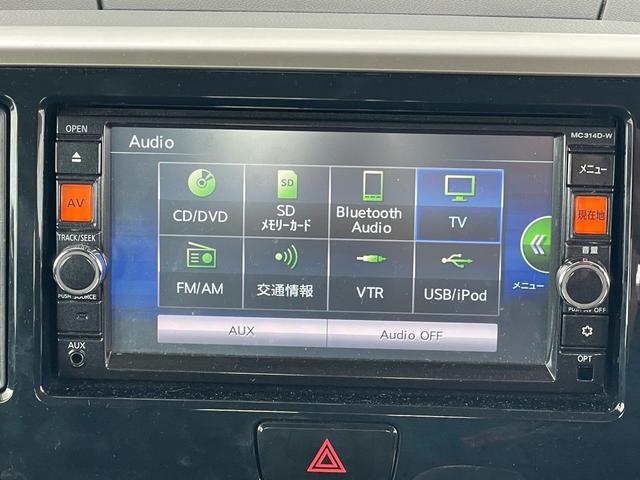 OPEN
MC314D-W
Audio
メニュー
AV
現在地
CD/DVD
SD
メモリーカード
Bluetooth
Audio
TV
TRACK/SEEK
音量
FM/AM
交通情報
VTR
USB/iPod
メニュー
PUSH SOURCE
PUSH AV OFF
AUX
Audio OFF
AUX
OPT